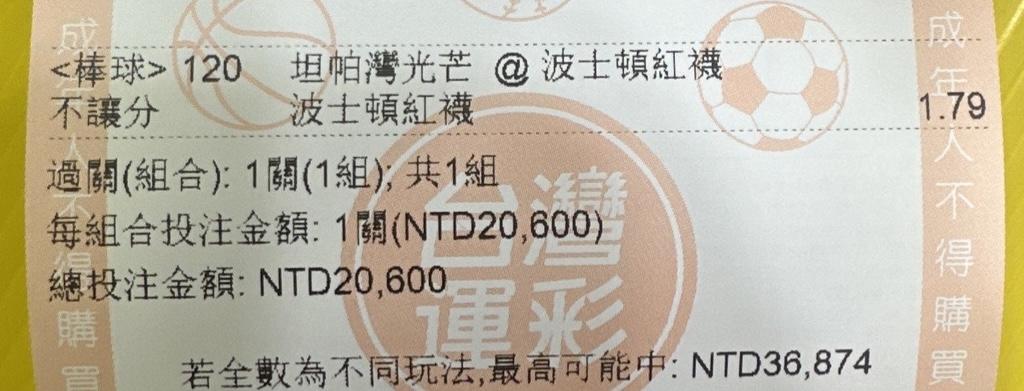 <棒球> 120 坦帕灣光芒 @ 波士頓紅襪
不讓分 波士頓紅襪 1.79
過關(組合): 1關(1組); 共1組
每組合投注金額: 1關(NTD20,600)
總投注金額: NTD20,600
若全數為不同玩法,最高可能中: NTD36,874
台灣
運彩
成年人不得購買
成年人不得購買